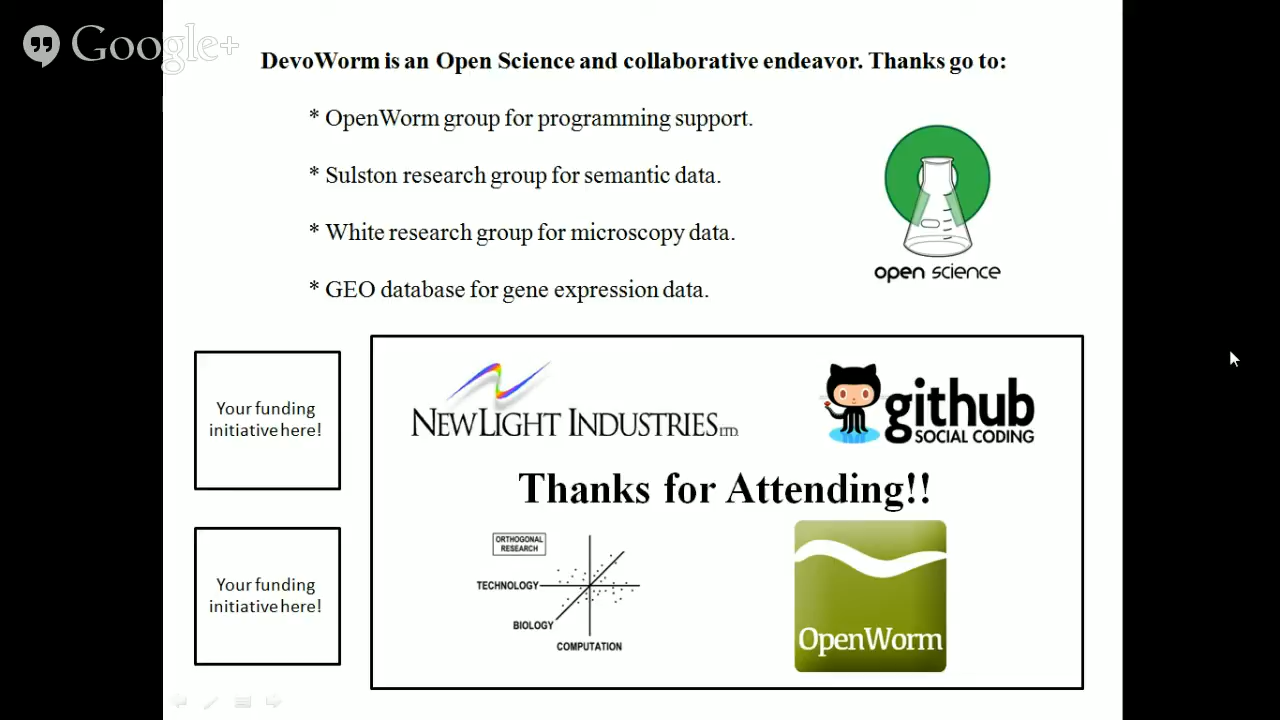 Google+
DevoWorm is an Open Science and collaborative endeavor. Thanks go to:
* OpenWorm group for programming support.
* Sulston research group for semantic data.
* White research group for microscopy data.
* GEO database for gene expression data.
open science
Your funding
initiative here!
Your funding
initiative here!
NEWLIGHT INDUSTRIES LTD.
github
SOCIAL CODING
Thanks for Attending!!
ORTHOGONAL
RESEARCH
TECHNOLOGY
BIOLOGY
COMPUTATION
OpenWorm